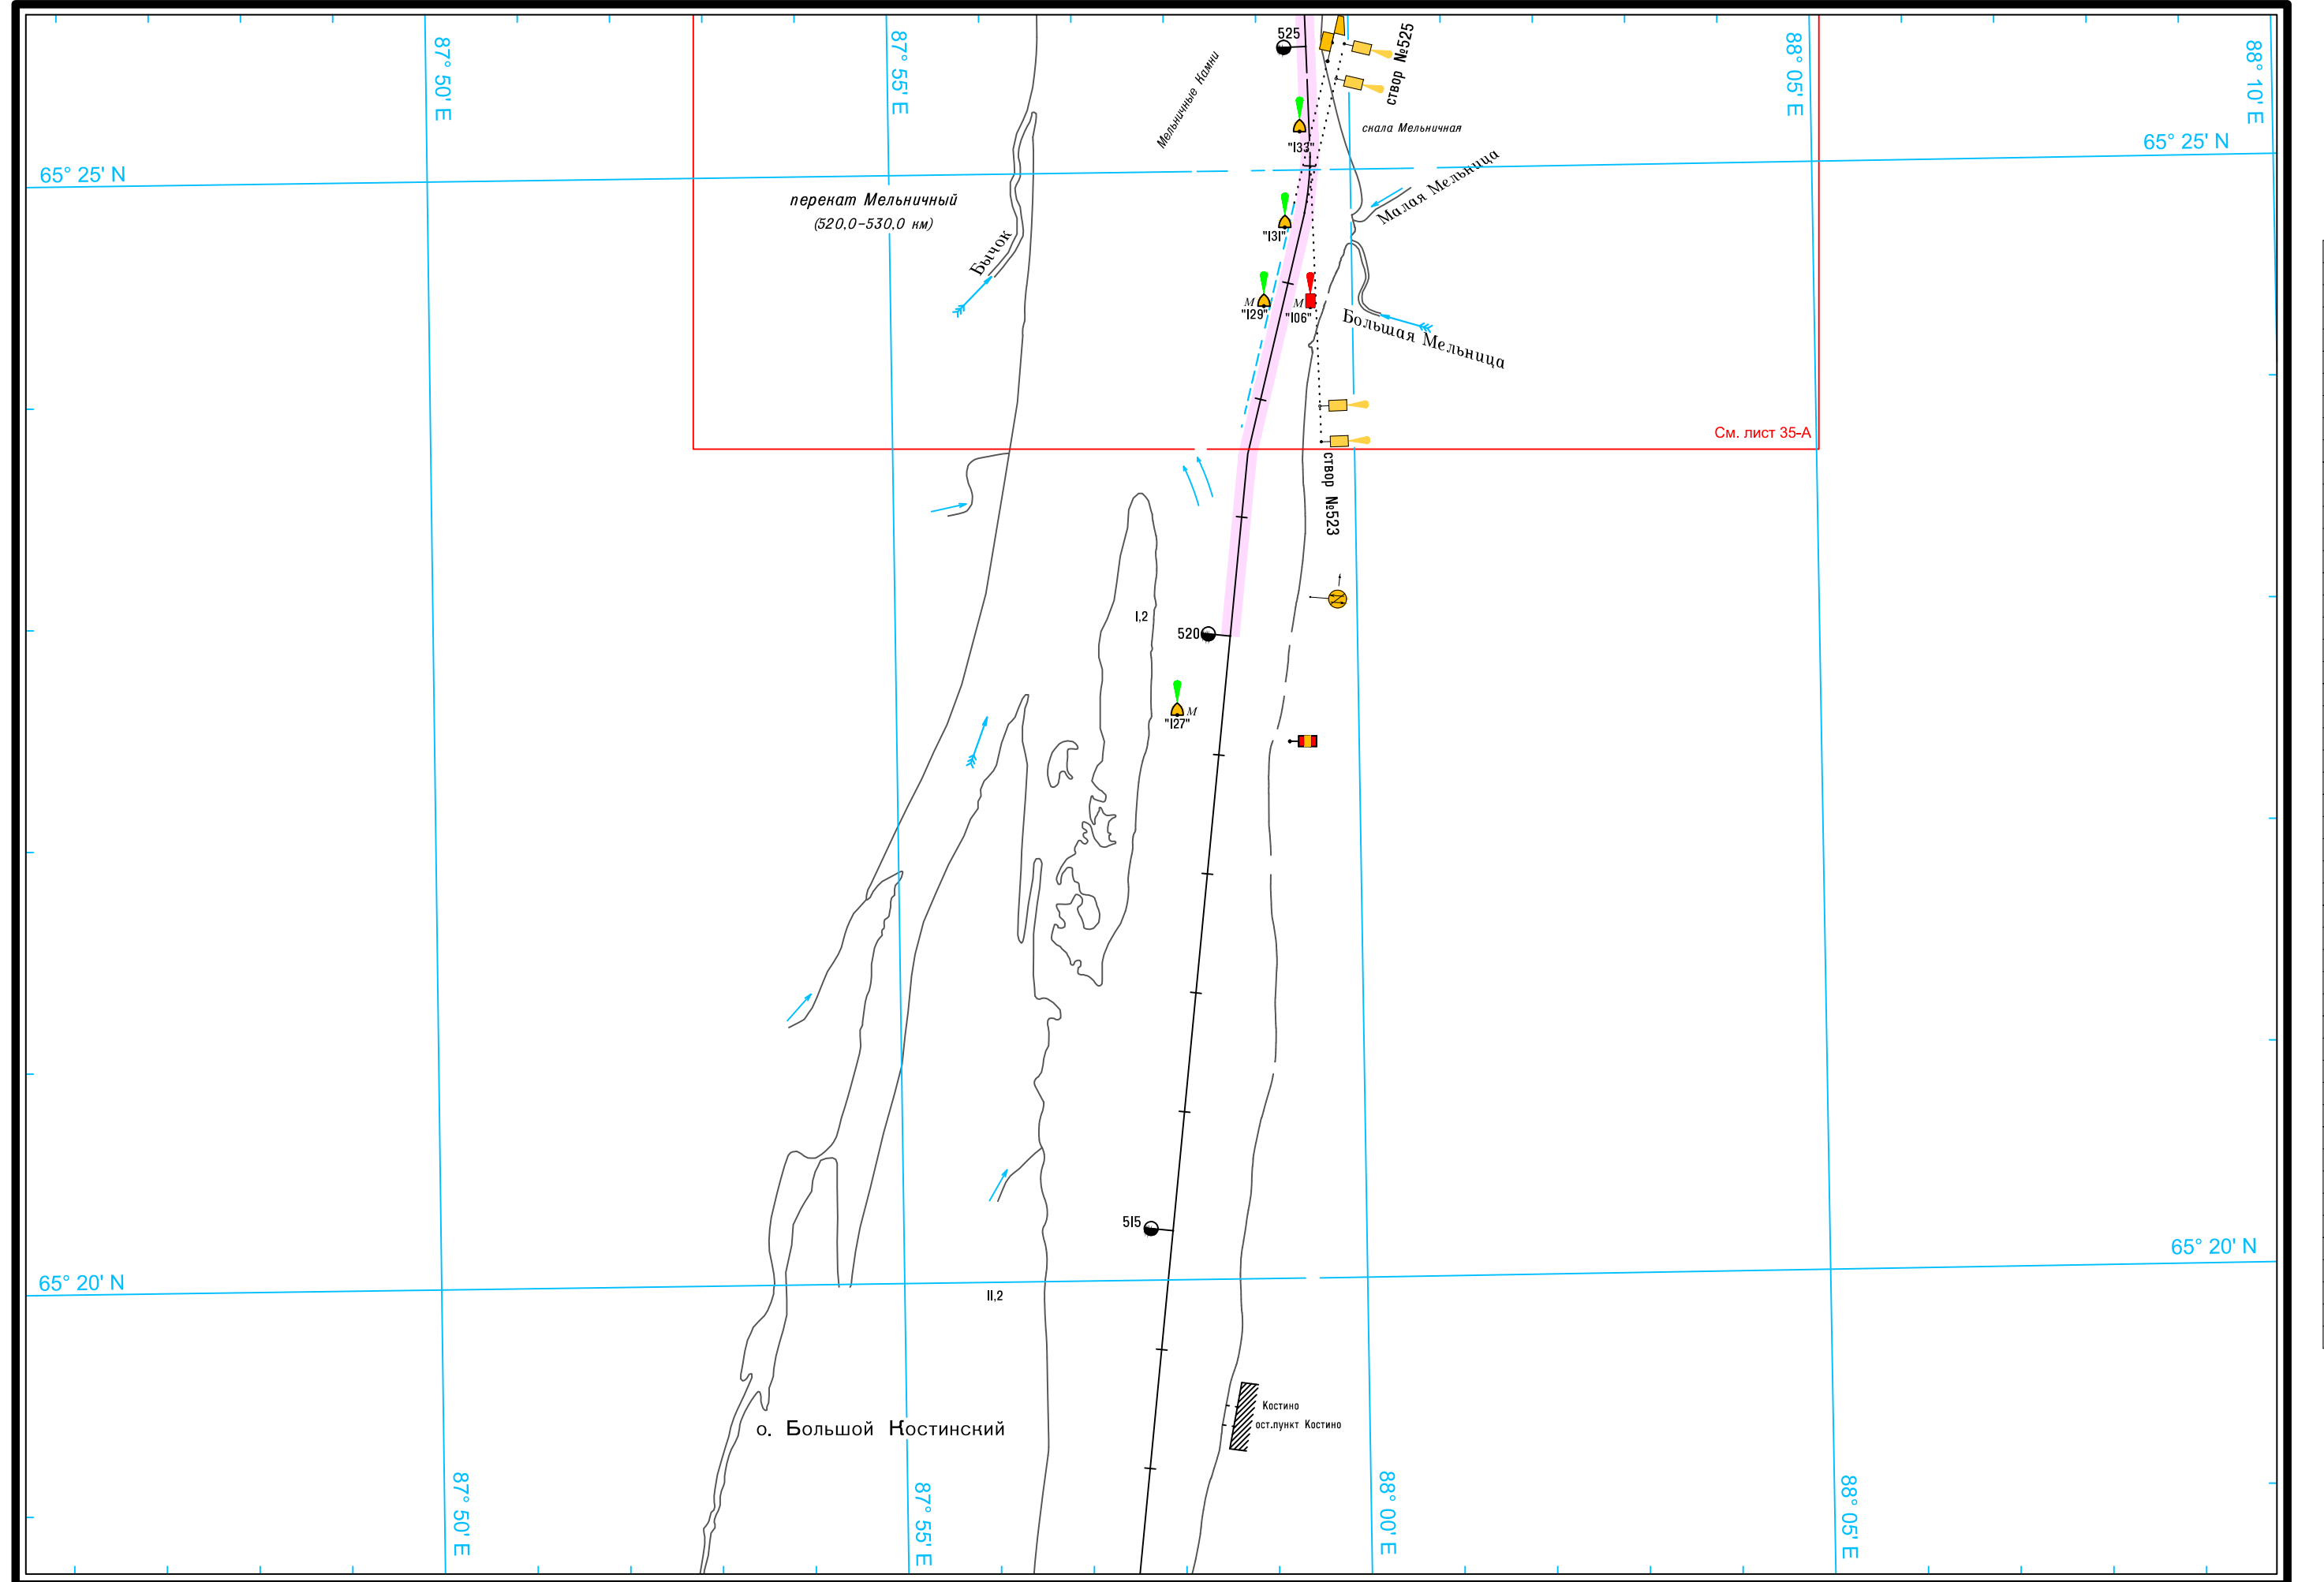 525
створ №525
87° 50' E
87° 55' E
88° 05' E
88° 10' E
Мельничные Камни
скала Мельничная
"133"
65° 25' N
65° 25' N
перекат Мельничный
(520,0-530,0 км)
Малая Мельница
Бычок
"131"
М
"129"
М
"106"
Большая Мельница
См. лист 35-А
створ №523
1,2
520
"127"
М
515
65° 20' N
65° 20' N
11,2
Костино
ост.пункт Костино
о. Большой Костинский
87° 50' E
87° 55' E
88° 00' E
88° 05' E